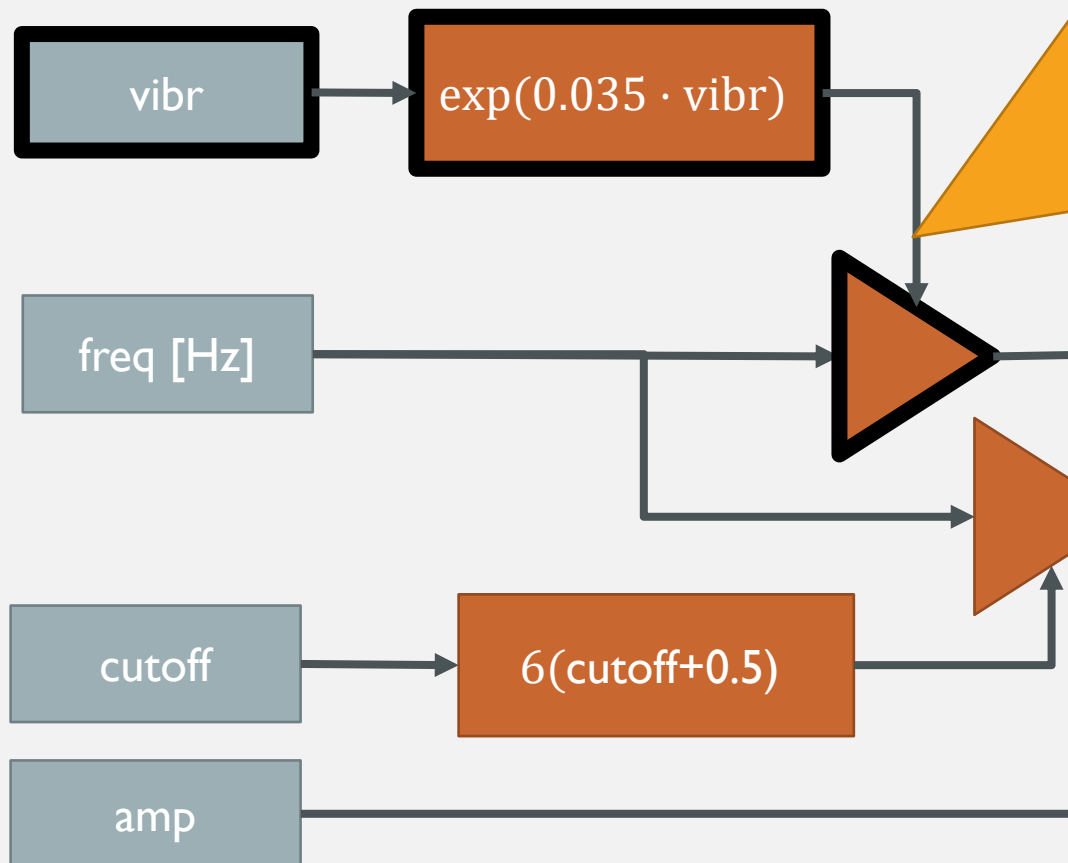 vibr
exp(0.035 · vibr)
freq [Hz]
cutoff
6(cutoff+0.5)
amp